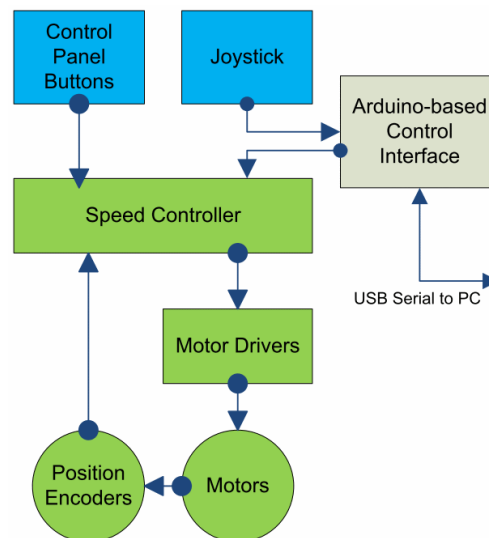 Control
Panel
Buttons
Joystick
Arduino-based
Control
Interface
Speed Controller
USB Serial to PC
Motor Drivers
Position
Encoders
Motors